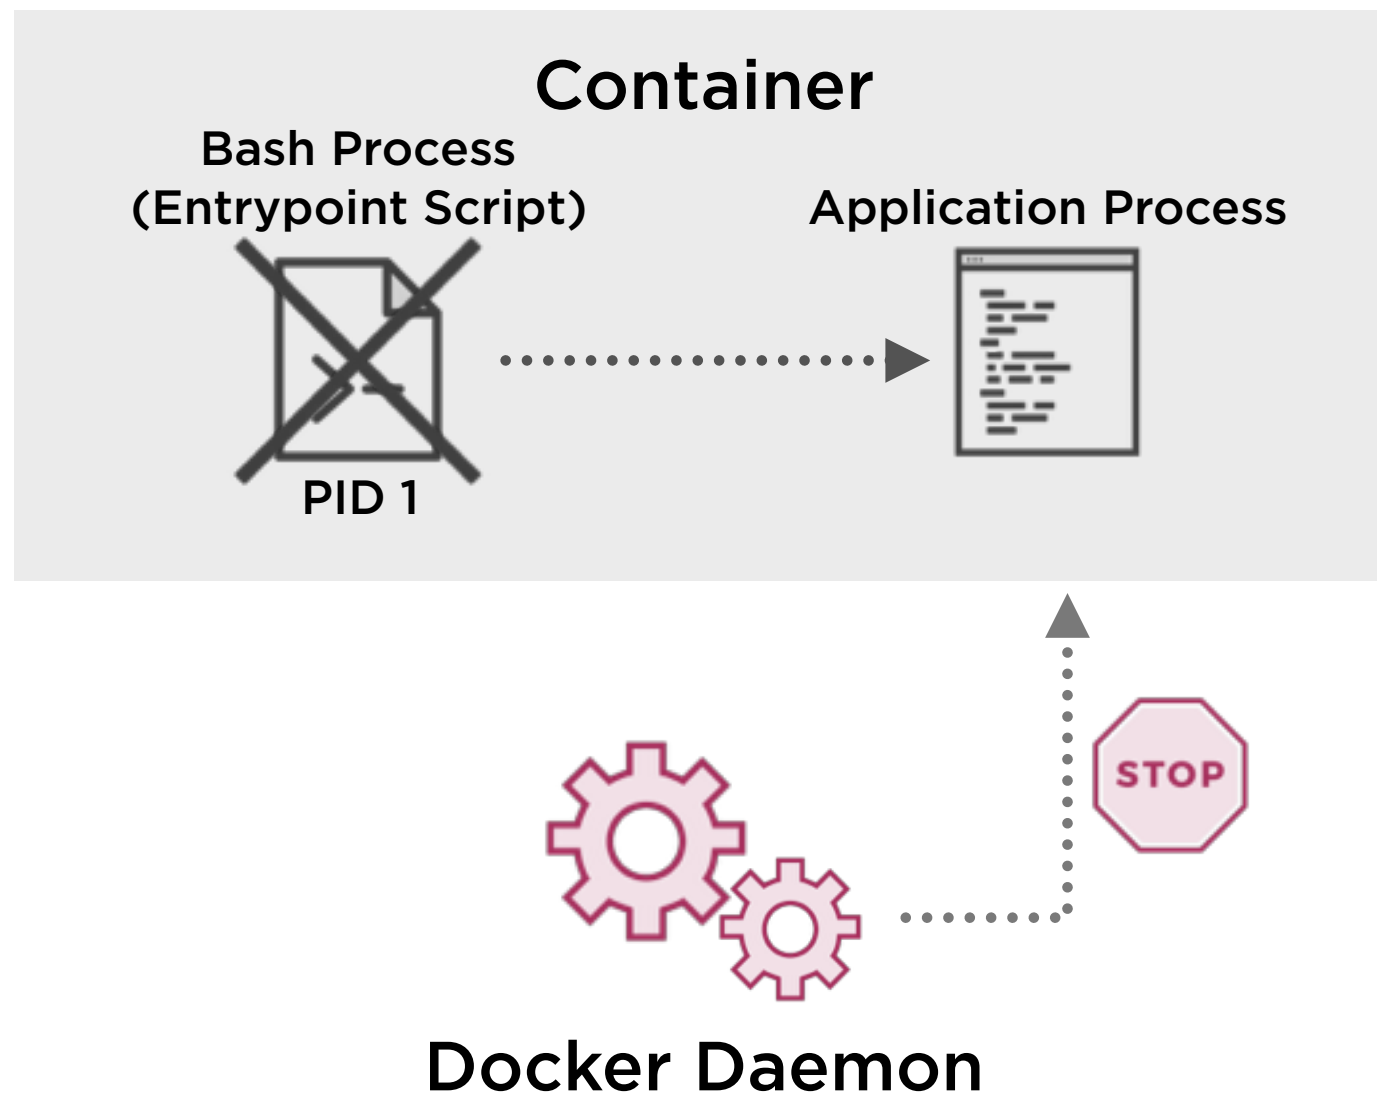 Container
Bash Process
(Entrypoint Script)
Application Process
PID 1
STOP
Docker Daemon